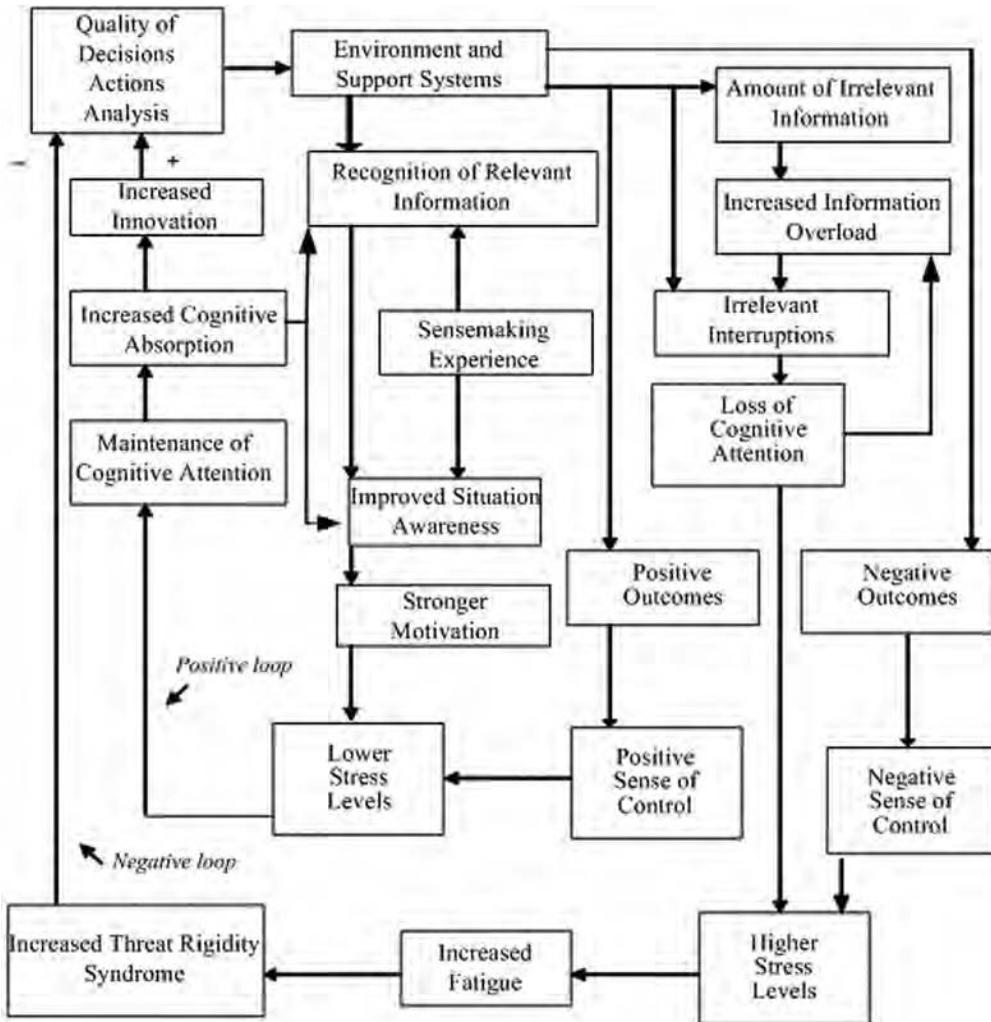 Quality of
Decisions
Actions
Analysis
Environment and
Support Systems
Amount of Irrelevant
Information
–
+
Increased
Innovation
Recognition of Relevant
Information
Increased Information
Overload
Increased Cognitive
Absorption
Sensemaking
Experience
Irrelevant
Interruptions
Loss of
Cognitive
Attention
Maintenance of
Cognitive Attention
Improved Situation
Awareness
Stronger
Motivation
Positive
Outcomes
Negative
Outcomes
Positive loop
Lower
Stress
Levels
Positive
Sense of
Control
Negative
Sense of
Control
Negative loop
Increased Threat Rigidity
Syndrome
Increased
Fatigue
Higher
Stress
Levels